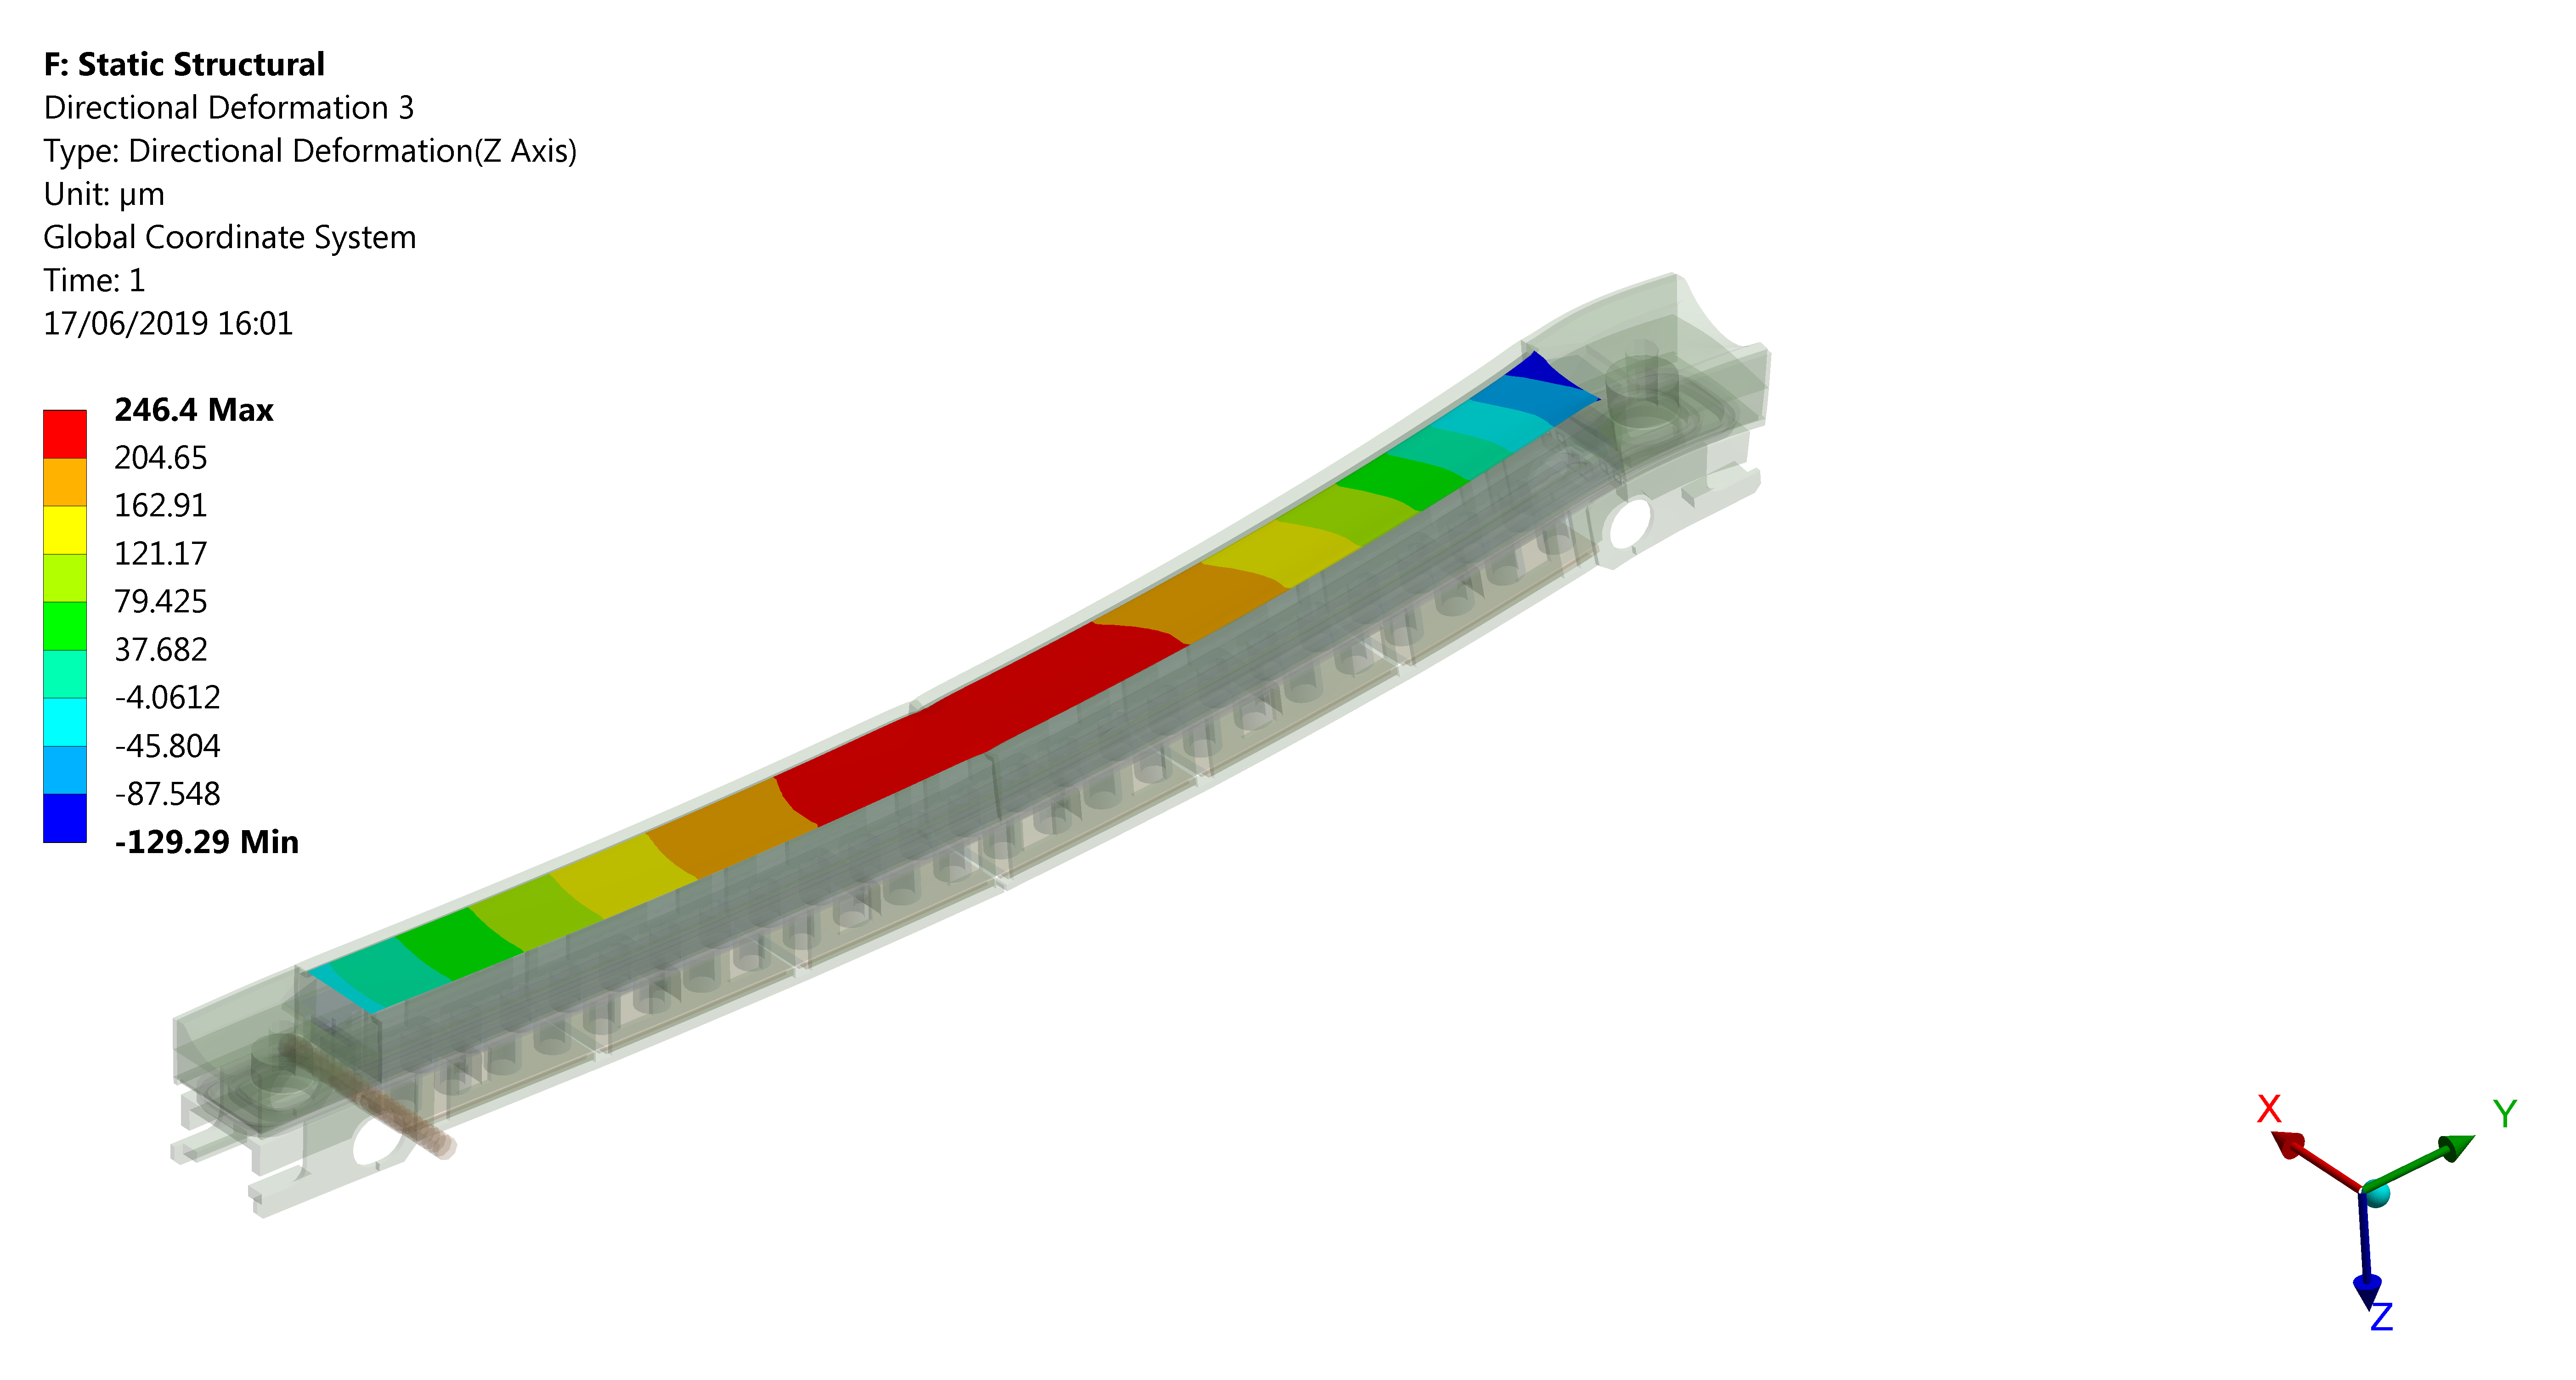 F: Static Structural
Directional Deformation 3
Type: Directional Deformation(Z Axis)
Unit: µm
Global Coordinate System
Time: 1
17/06/2019 16:01
246.4 Max
204.65
162.91
121.17
79.425
37.682
-4.0612
-45.804
-87.548
-129.29 Min
X
Y
Z